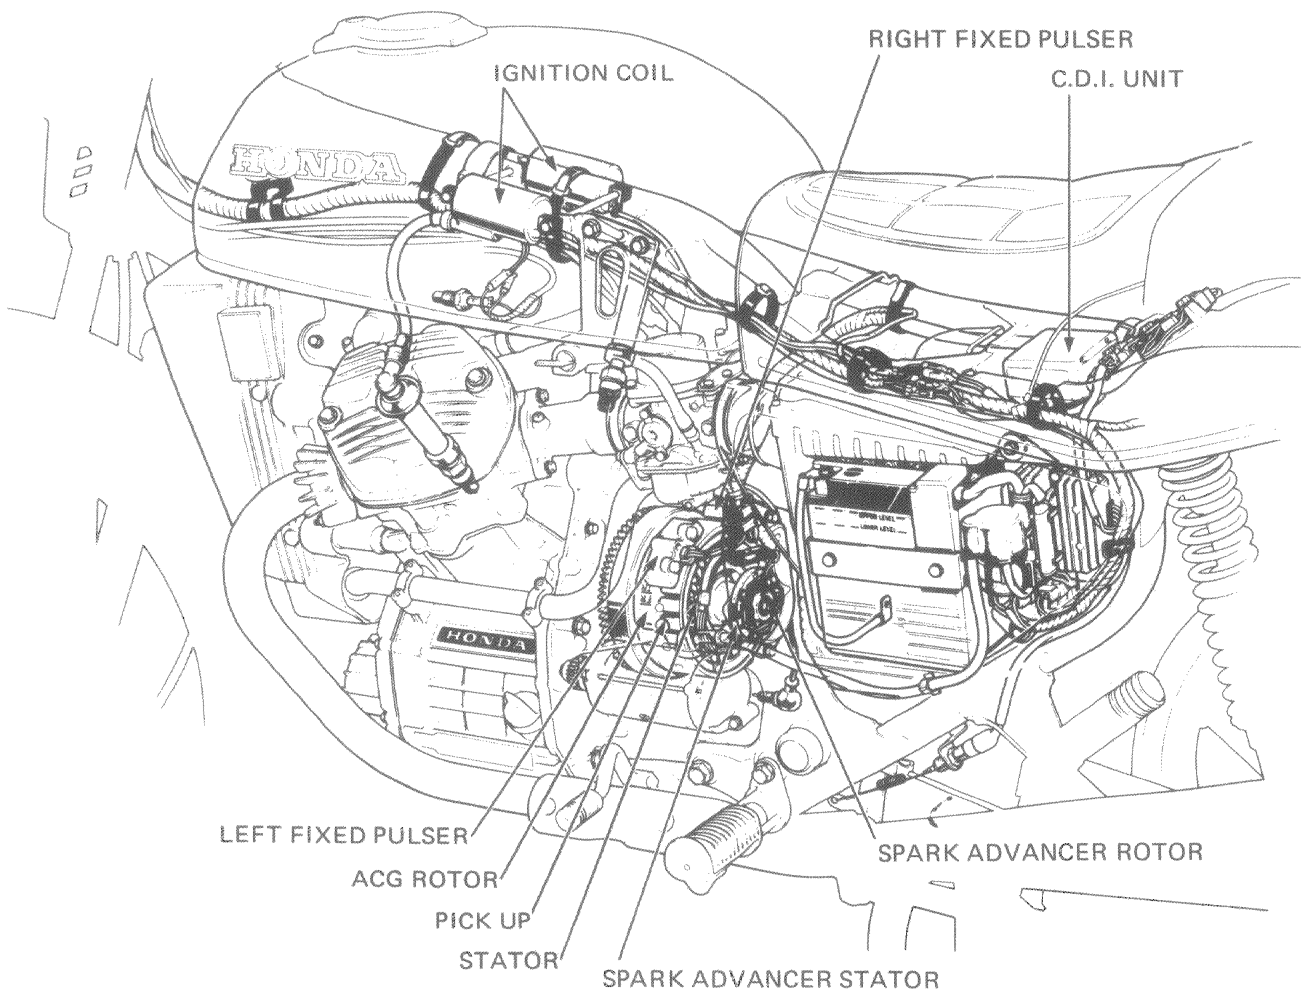 RIGHT FIXED PULSER
IGNITION COIL
C.D.I. UNIT
HONDA
UPPER LEVEL
LOWER LEVEL
HONDA
LEFT FIXED PULSER
SPARK ADVANCER ROTOR
ACG ROTOR
PICK UP
STATOR
SPARK ADVANCER STATOR